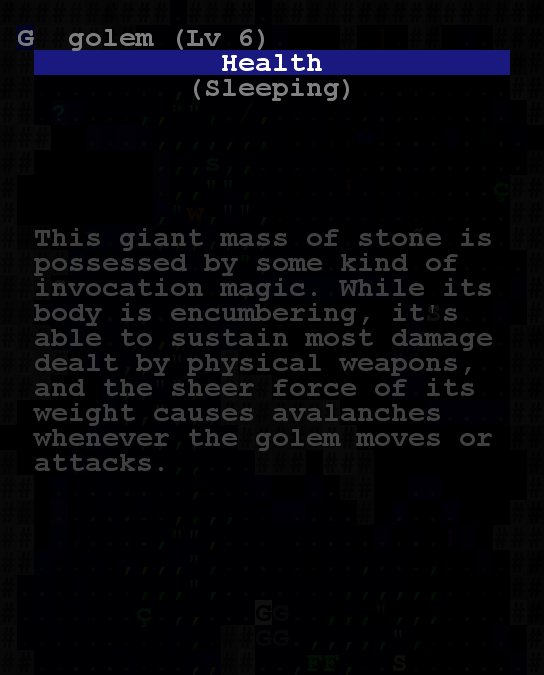 G golem (Lv 6)
Health
(Sleeping)
This giant mass of stone is
possessed by some kind of
invocation magic. While its
body is encumbering, it's
able to sustain most damage
dealt by physical weapons,
and the sheer force of its
weight causes avalanches
whenever the golem moves or
attacks.